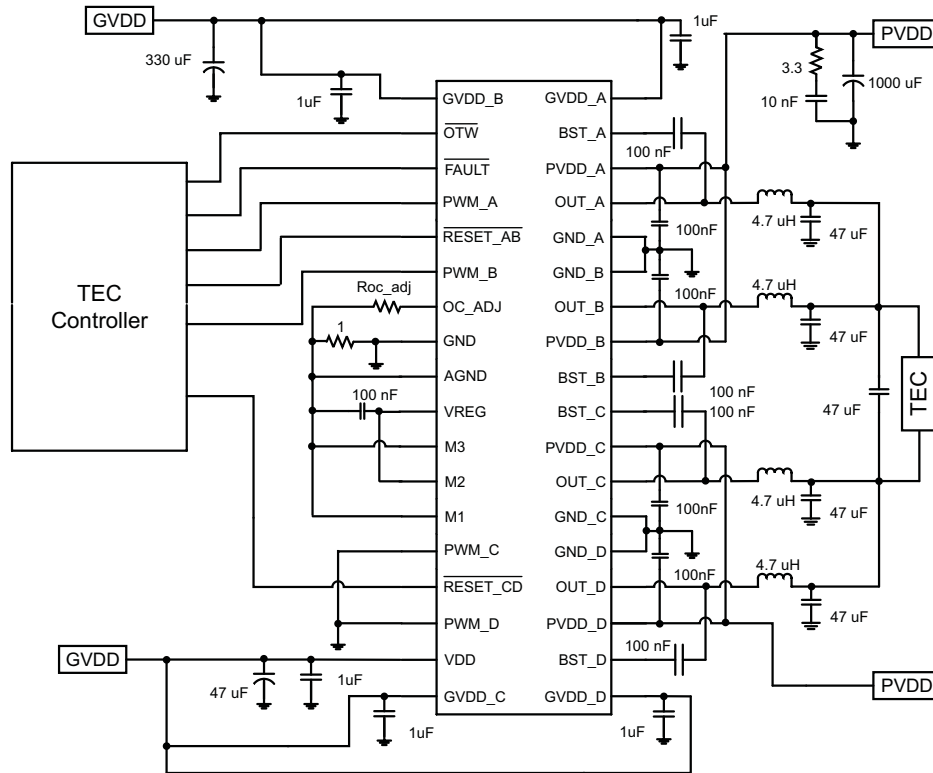 GVDD
330 uF
1uF
1uF
PVDD
3.3
10 nF
1000 uF
GVDD_B
GVDD_A
OTW
BST_A
100 nF
FAULT
PVDD_A
PWM_A
OUT_A
4.7 uH
47 uF
100nF
RESET_AB
GND_A
PWM_B
GND_B
TEC
Controller
Roc_adj
OC_ADJ
OUT_B
100nF
4.7 uH
47 uF
1
GND
PVDD_B
AGND
BST_B
100 nF
100 nF
VREG
BST_C
100 nF
47 uF
TEC
M3
PVDD_C
M2
OUT_C
4.7 uH
47 uF
100nF
M1
GND_C
PWM_C
GND_D
100nF
RESET_CD
OUT_D
4.7 uH
47 uF
PWM_D
PVDD_D
GVDD
VDD
BST_D
100 nF
47 uF
1uF
PVDD
GVDD_C
GVDD_D
1uF
1uF